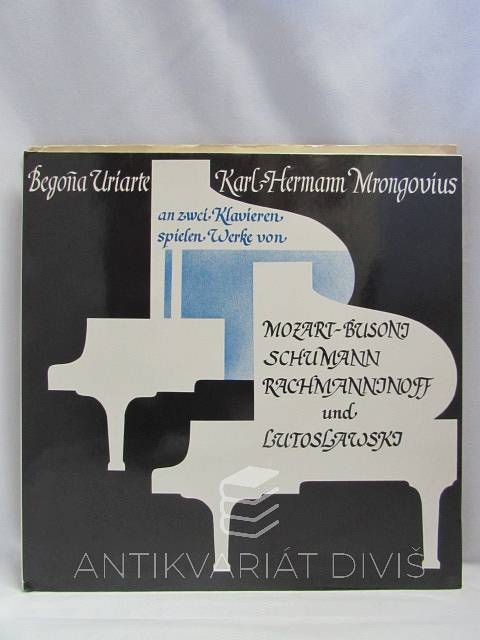 Begoña Uriarte Karl-Hermann Mrongovius
an zwei Klavieren
spielen Werke von
MOZART-BUSONI
SCHUMANN
RACHMANNINOFF
und
LUTOSLAWSKI
ANTIKVARIÁT DIVIŠ